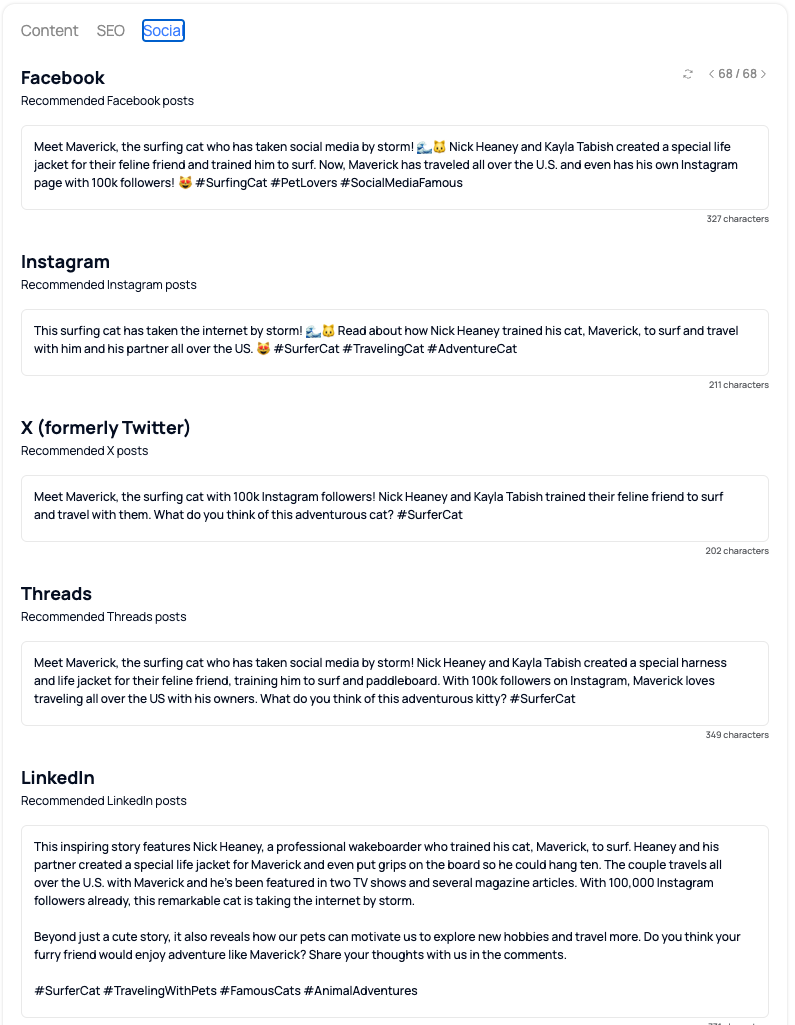 Content SEO Social
Facebook
68 / 68
Recommended Facebook posts
Meet Maverick, the surfing cat who has taken social media by storm! 🌊🐱 Nick Heaney and Kayla Tabish created a special life
jacket for their feline friend and trained him to surf. Now, Maverick has traveled all over the U.S. and even has his own Instagram
page with 100k followers! 😻 #SurfingCat #PetLovers #SocialMediaFamous
327 characters
Instagram
Recommended Instagram posts
This surfing cat has taken the internet by storm! 🌊🐱 Read about how Nick Heaney trained his cat, Maverick, to surf and travel
with him and his partner all over the US. 😻 #SurferCat #TravelingCat #AdventureCat
211 characters
X (formerly Twitter)
Recommended X posts
Meet Maverick, the surfing cat with 100k Instagram followers! Nick Heaney and Kayla Tabish trained their feline friend to surf
and travel with them. What do you think of this adventurous cat? #SurferCat
202 characters
Threads
Recommended Threads posts
Meet Maverick, the surfing cat who has taken social media by storm! Nick Heaney and Kayla Tabish created a special harness
and life jacket for their feline friend, training him to surf and paddleboard. With 100k followers on Instagram, Maverick loves
traveling all over the US with his owners. What do you think of this adventurous kitty? #SurferCat
349 characters
LinkedIn
Recommended LinkedIn posts
This inspiring story features Nick Heaney, a professional wakeboarder who trained his cat, Maverick, to surf. Heaney and his
partner created a special life jacket for Maverick and even put grips on the board so he could hang ten. The couple travels all
over the U.S. with Maverick and he's been featured in two TV shows and several magazine articles. With 100,000 Instagram
followers already, this remarkable cat is taking the internet by storm.
Beyond just a cute story, it also reveals how our pets can motivate us to explore new hobbies and travel more. Do you think your
furry friend would enjoy adventure like Maverick? Share your thoughts with us in the comments.
#SurferCat #TravelingWithPets #FamousCats #AnimalAdventures